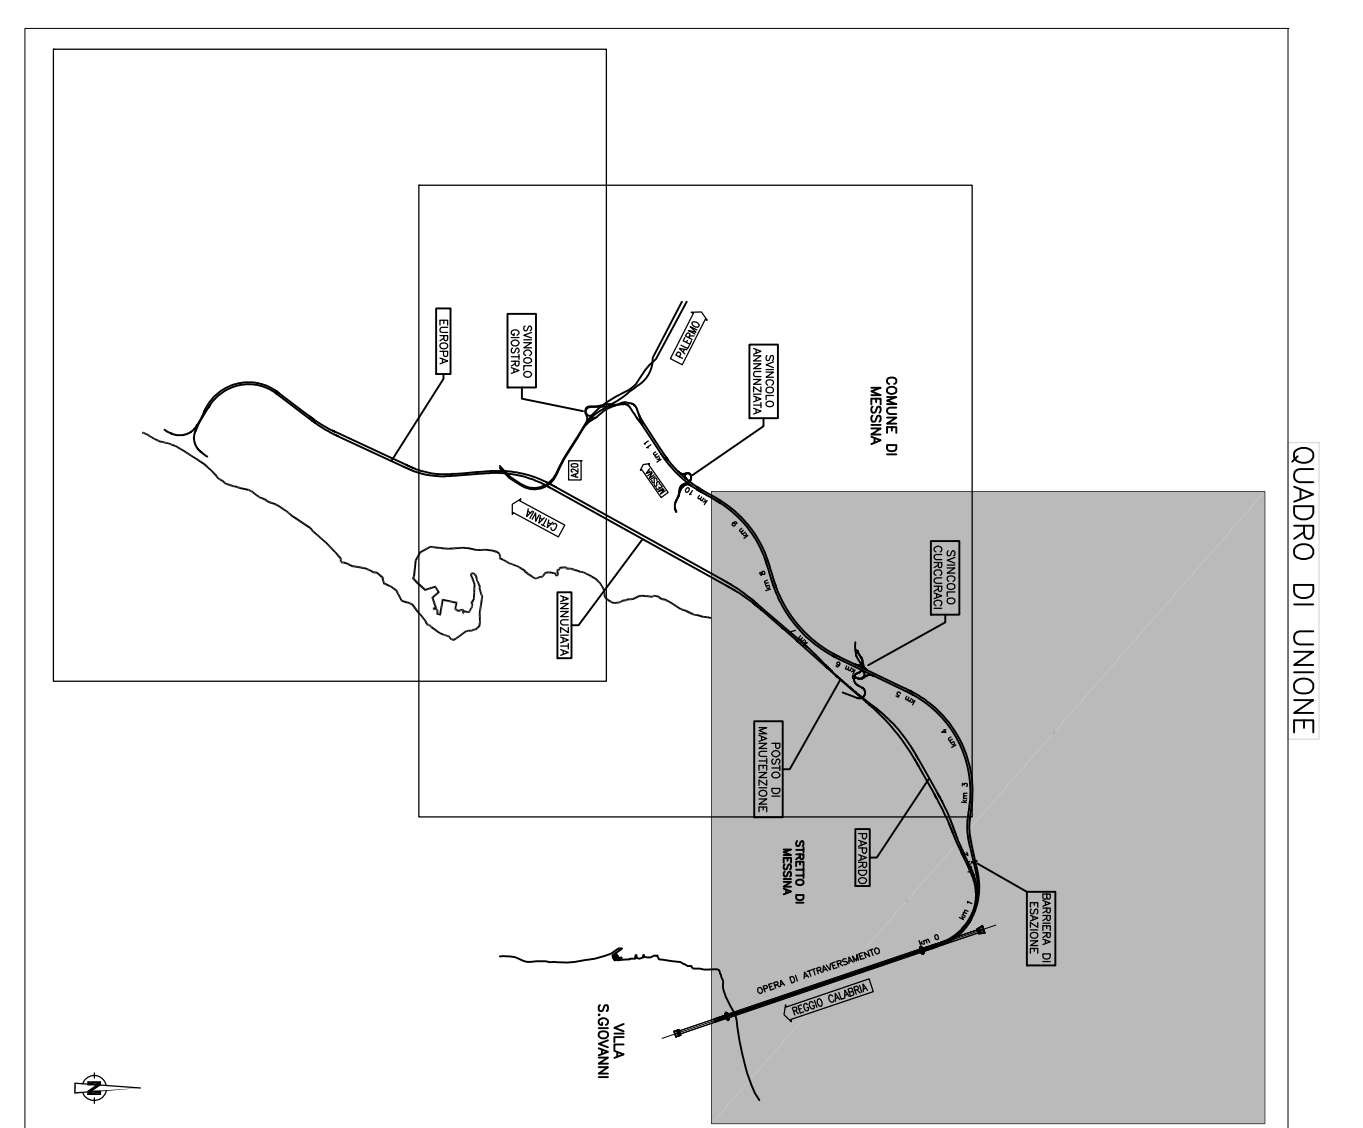 QUADRO DI UNIONE
COMUNE DI
MESSINA
PALERMO
SVINCOLO
ANNUNZIATA
SVINCOLO
GIOSTRA
EUROPA
A20
MESSINA
CATANIA
ANNUZIATA
km 11
km 10
km 9
km 8
km 7
km 6
km 5
km 4
km 3
km 1
km 0
SVINCOLO
CURCURACI
POSTO DI
MANUTENZIONE
PAPARDO
STRETTO DI
MESSINA
BARRIERA DI
ESAZIONE
OPERA DI ATTRAVERSAMENTO
REGGIO CALABRIA
VILLA
S.GIOVANNI
N